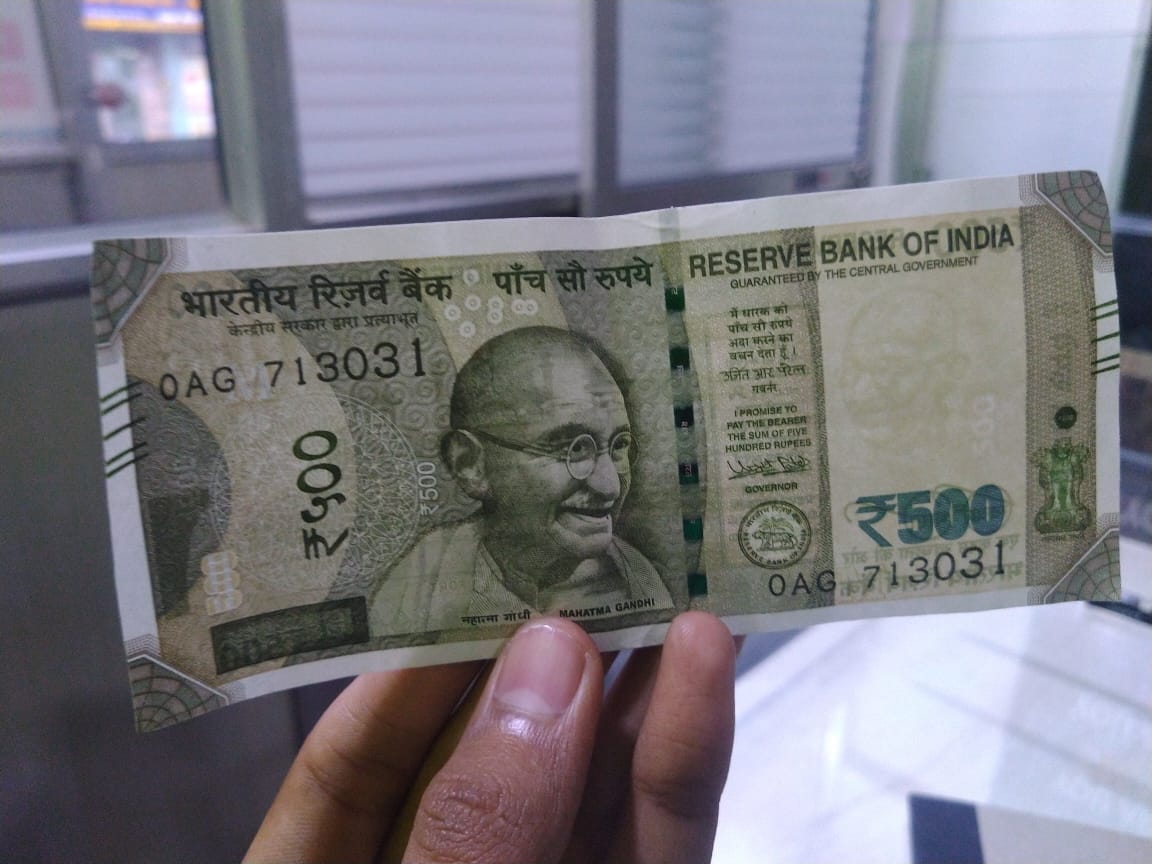 भारतीय रिज़र्व बैंक
केन्द्रीय सरकार द्वारा प्रत्याभूत
पाँच सौ रुपये
0AG 713031
₹५००
₹500
महात्मा गांधी MAHATMA GANDHI
RESERVE BANK OF INDIA
GUARANTEED BY THE CENTRAL GOVERNMENT
मैं धारक को
पाँच सौ रुपये
अदा करने का
वचन देता हूँ।
उर्जित आर पटेल
गवर्नर
I PROMISE TO
PAY THE BEARER
THE SUM OF FIVE
HUNDRED RUPEES
GOVERNOR
₹500
0AG 713031